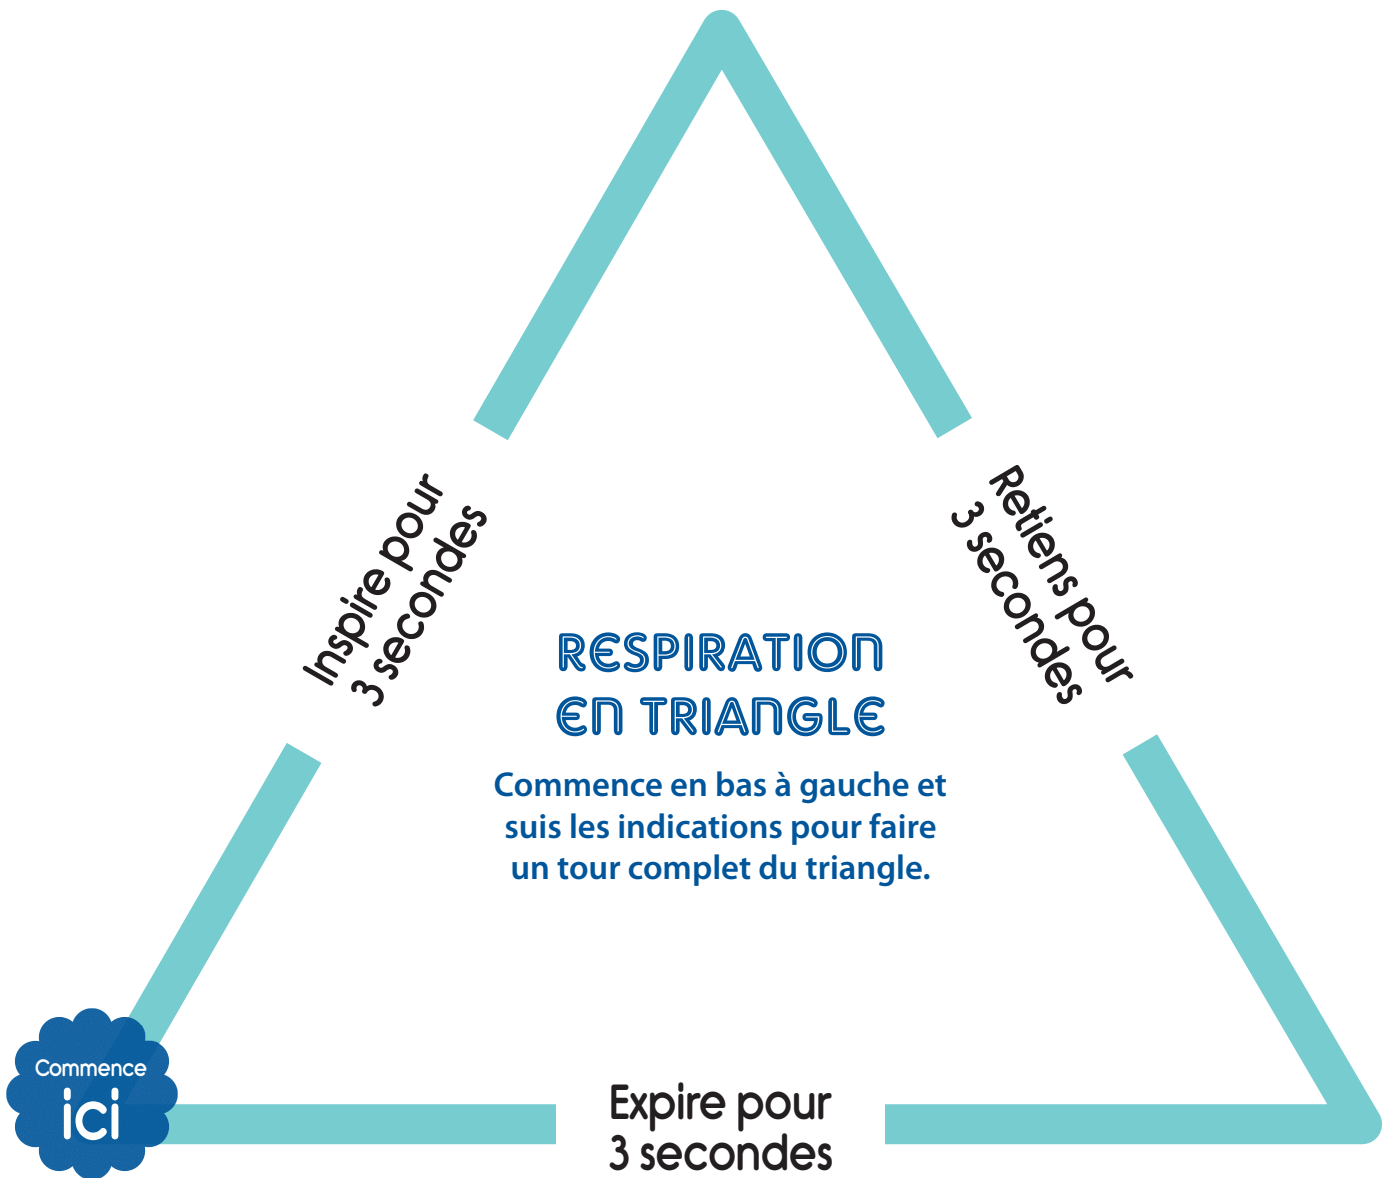 Inspire pour
3 secondes
Retiens pour
3 secondes
RESPIRATION
EN TRIANGLE
Commence en bas à gauche et
suis les indications pour faire
un tour complet du triangle.
Commence
ici
Expire pour
3 secondes